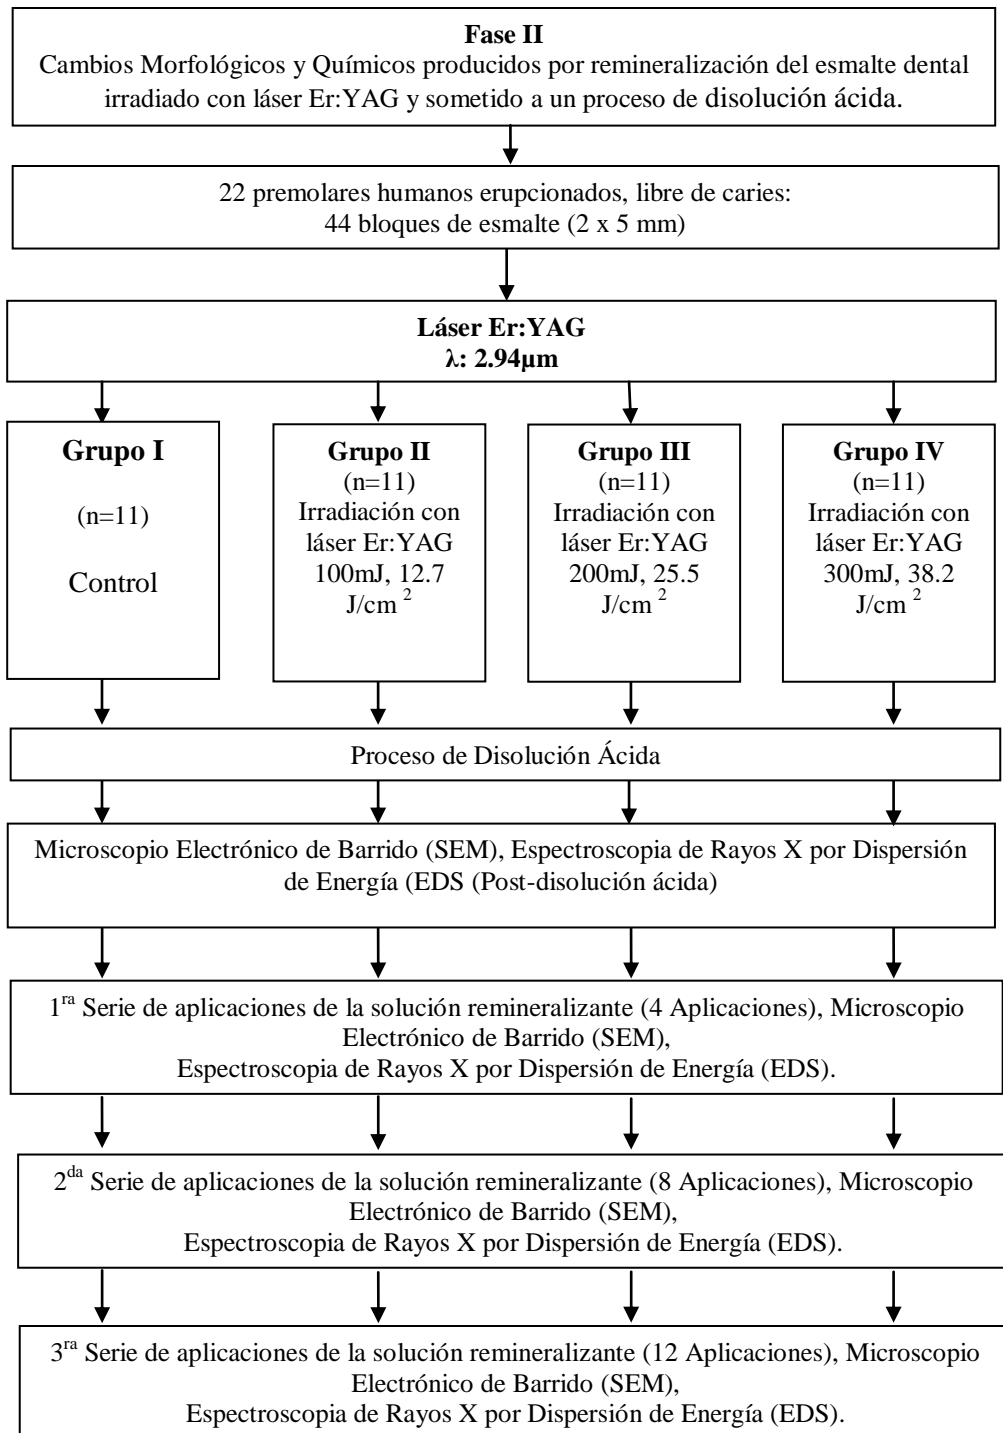 Fase II
Cambios Morfológicos y Químicos producidos por remineralización del esmalte dental
irradiado con láser Er:YAG y sometido a un proceso de disolución ácida.
22 premolares humanos erupcionados, libre de caries:
44 bloques de esmalte (2 x 5 mm)
Láser Er:YAG
λ: 2.94µm
Grupo I
(n=11)
Control
Grupo II
(n=11)
Irradiación con
láser Er:YAG
100mJ, 12.7
J/cm ²
Grupo III
(n=11)
Irradiación con
láser Er:YAG
200mJ, 25.5
J/cm ²
Grupo IV
(n=11)
Irradiación con
láser Er:YAG
300mJ, 38.2
J/cm ²
Proceso de Disolución Ácida
Microscopio Electrónico de Barrido (SEM), Espectroscopia de Rayos X por Dispersión
de Energía (EDS (Post-disolución ácida)
1ra Serie de aplicaciones de la solución remineralizante (4 Aplicaciones), Microscopio
Electrónico de Barrido (SEM),
Espectroscopia de Rayos X por Dispersión de Energía (EDS).
2da Serie de aplicaciones de la solución remineralizante (8 Aplicaciones), Microscopio
Electrónico de Barrido (SEM),
Espectroscopia de Rayos X por Dispersión de Energía (EDS).
3ra Serie de aplicaciones de la solución remineralizante (12 Aplicaciones), Microscopio
Electrónico de Barrido (SEM),
Espectroscopia de Rayos X por Dispersión de Energía (EDS).